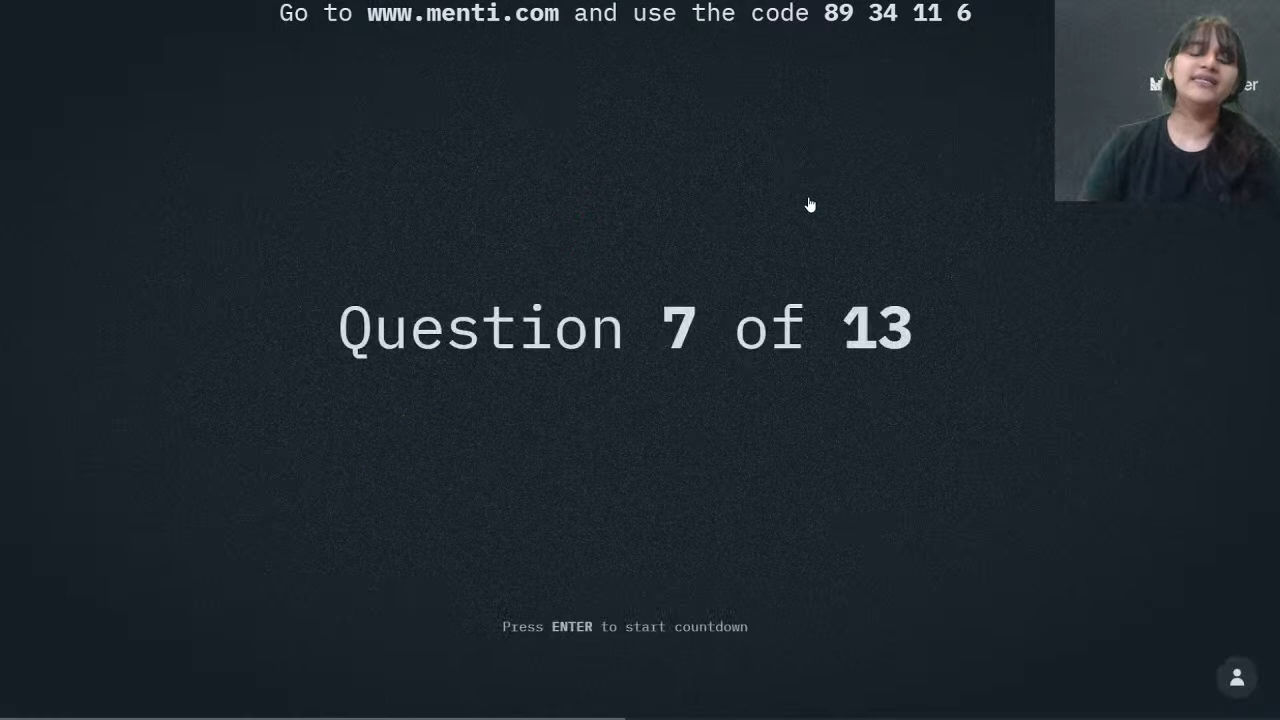 Go to www.menti.com and use the code 89 34 11 6
er
Question 7 of 13
Press ENTER to start countdown